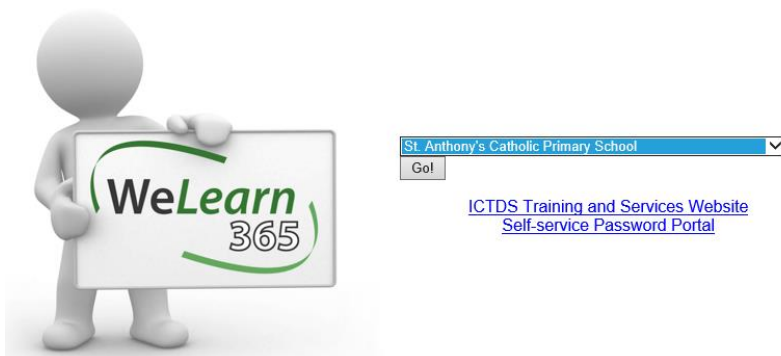 WeLearn
365
St. Anthony's Catholic Primary School
Go!
ICTDS Training and Services Website
Self-service Password Portal